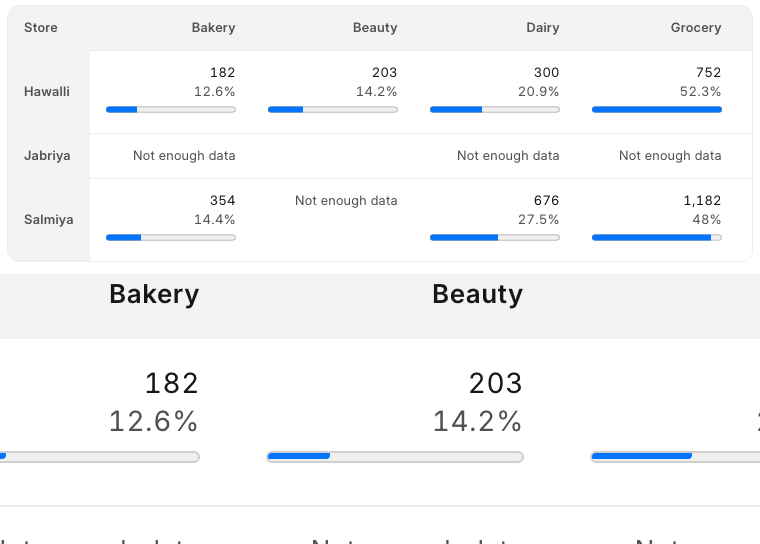 Store Bakery Beauty Dairy Grocery
182 203 300 752
Hawalli 12.6% 14.2% 20.9% 52.3%
Jabriya Not enough data Not enough data Not enough data
354 Not enough data 676 1,182
Salmiya 14.4% 27.5% 48%
Bakery Beauty
182 203
12.6% 14.2%